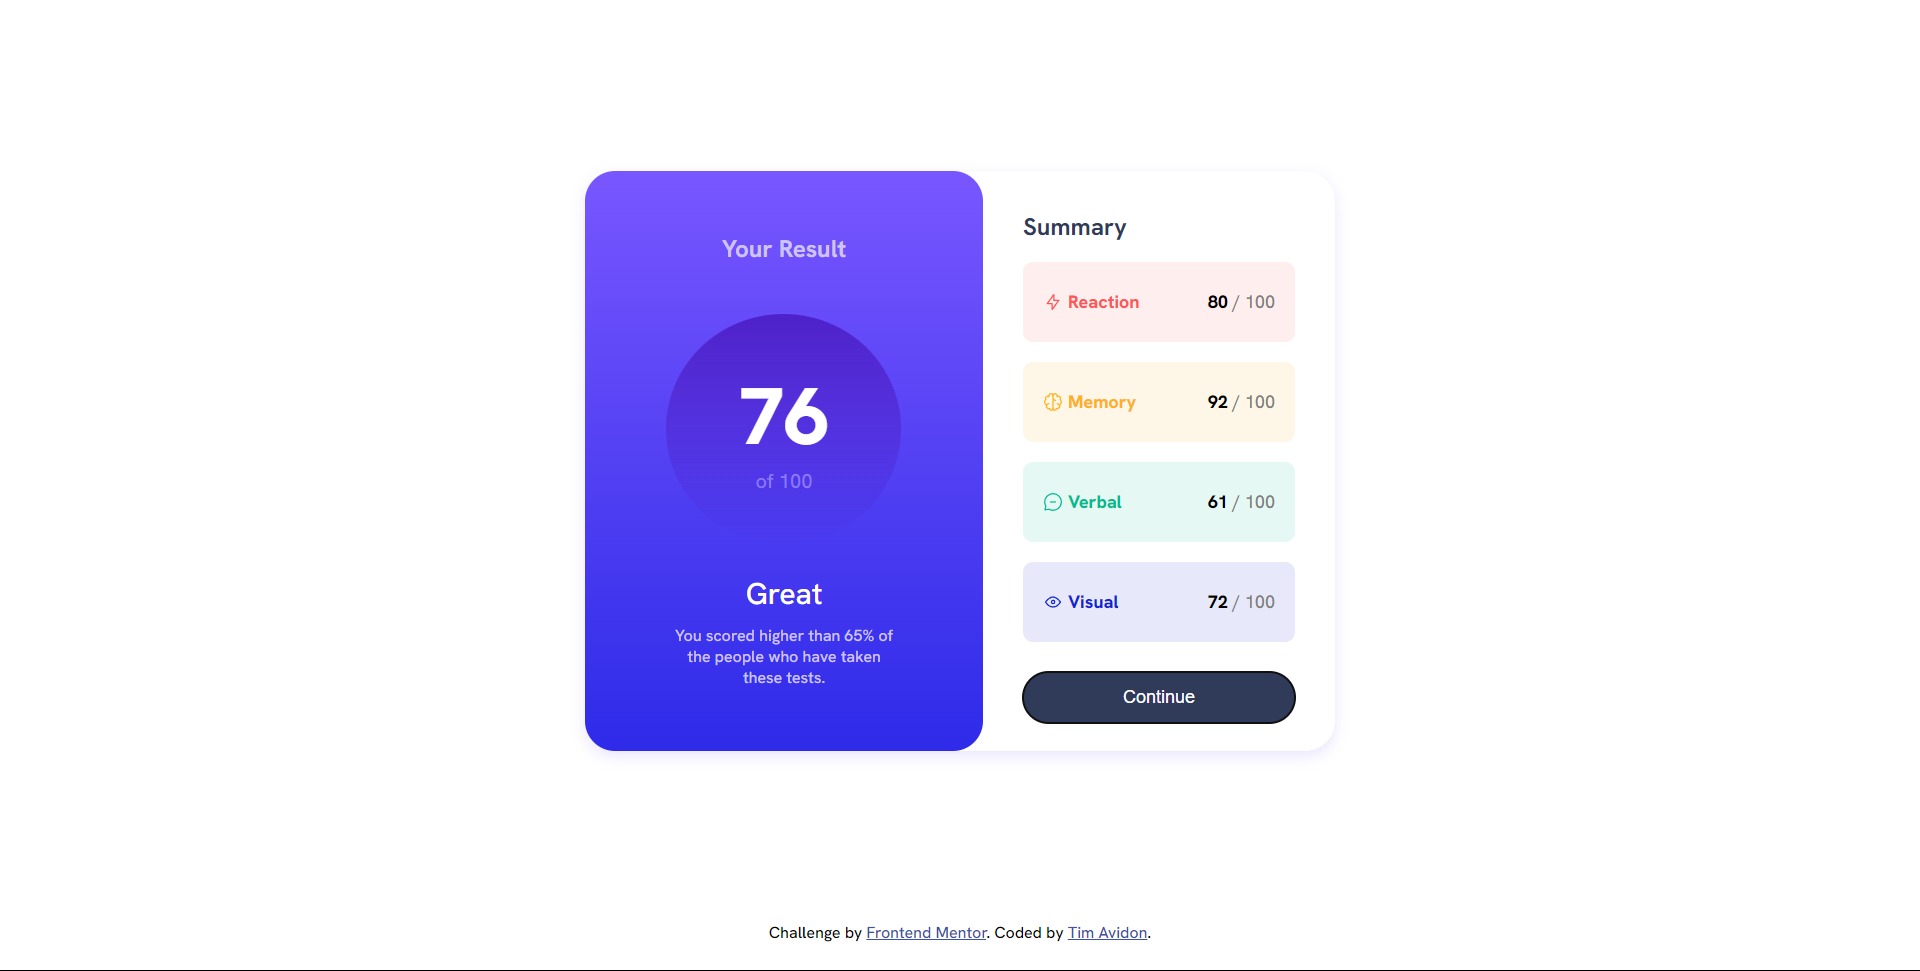 Your Result
76
of 100
Great
You scored higher than 65% of
the people who have taken
these tests.
Summary
Reaction 80 / 100
Memory 92 / 100
Verbal 61 / 100
Visual 72 / 100
Continue
Challenge by Frontend Mentor. Coded by Tim Avidon.